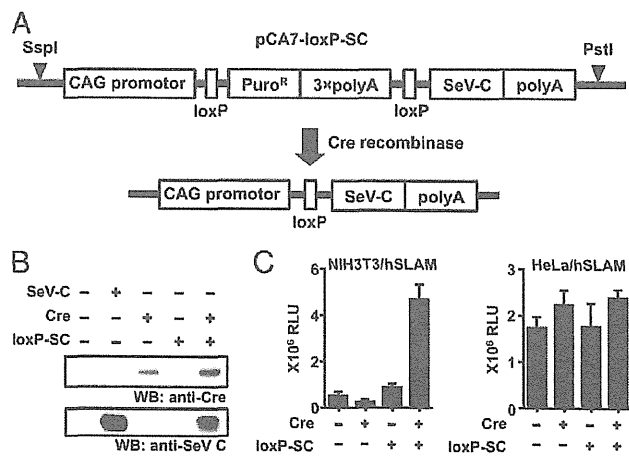 A
SspI
pCA7-loxP-SC
PstI
CAG promotor
PuroR
3×polyA
SeV-C
polyA
loxP
loxP
Cre recombinase
CAG promotor
SeV-C
polyA
loxP
B
SeV-C - + - - -
Cre - - + - +
loxP-SC - - - + +
WB: anti-Cre
WB: anti-SeV C
C
NIH3T3/hSLAM
X10⁶ RLU
6
4
2
0
Cre - + - +
loxP-SC - - + +
HeLa/hSLAM
X10⁶ RLU
3
2
1
0
Cre - + - +
loxP-SC - - + +